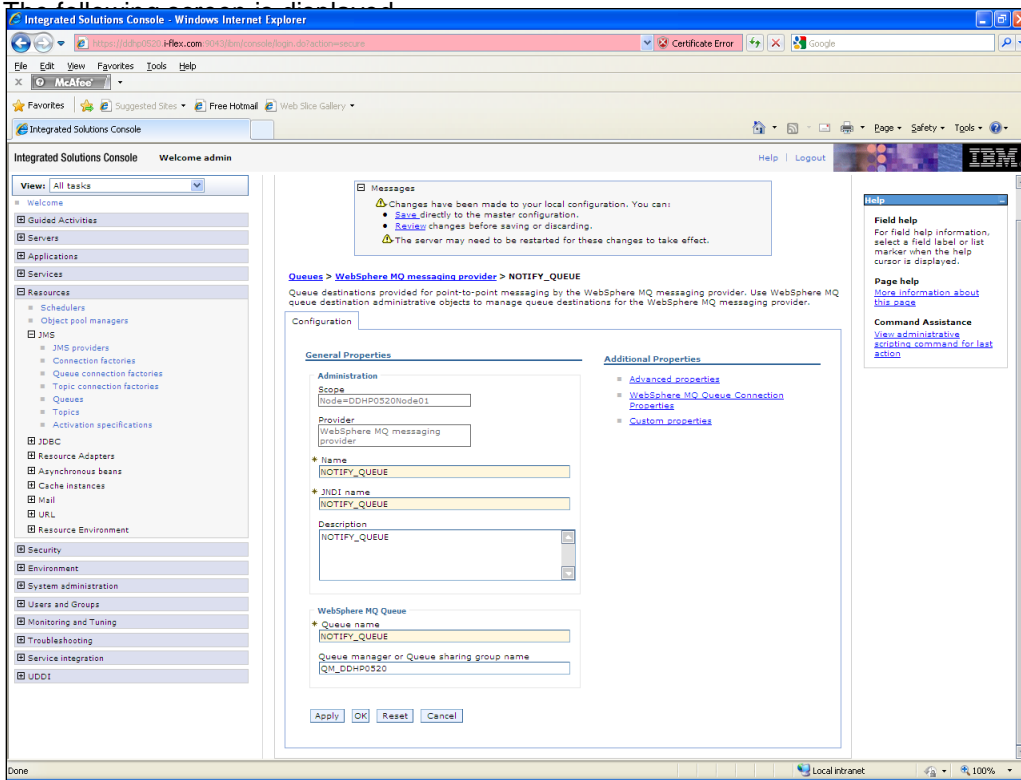 The following screen is displayed
Integrated Solutions Console - Windows Internet Explorer
https://ddhp0520.i-flex.com:9043/ibm/console/login.do?action=secure
Certificate Error
Google
File Edit View Favorites Tools Help
x McAfee
Favorites Suggested Sites Free Hotmail Web Slice Gallery
Integrated Solutions Console
Page Safety Tools
Integrated Solutions Console Welcome admin
Help | Logout
IBM.
View: All tasks
Welcome
Guided Activities
Servers
Applications
Services
Resources
Schedulers
Object pool managers
JMS
JMS providers
Connection factories
Queue connection factories
Topic connection factories
Queues
Topics
Activation specifications
JDBC
Resource Adapters
Asynchronous beans
Cache instances
Mail
URL
Resource Environment
Security
Environment
System administration
Users and Groups
Monitoring and Tuning
Troubleshooting
Service integration
UDDI
Messages
Changes have been made to your local configuration. You can:
Save directly to the master configuration.
Review changes before saving or discarding.
The server may need to be restarted for these changes to take effect.
Queues > WebSphere MQ messaging provider > NOTIFY_QUEUE
Queue destinations provided for point-to-point messaging by the WebSphere MQ messaging provider. Use WebSphere MQ
queue destination administrative objects to manage queue destinations for the WebSphere MQ messaging provider.
Configuration
General Properties
Administration
Scope
Node=DDHP0520Node01
Provider
WebSphere MQ messaging
provider
* Name
NOTIFY_QUEUE
* JNDI name
NOTIFY_QUEUE
Description
NOTIFY_QUEUE
WebSphere MQ Queue
* Queue name
NOTIFY_QUEUE
Queue manager or Queue sharing group name
QM_DDHP0520
Apply OK Reset Cancel
Additional Properties
Advanced properties
WebSphere MQ Queue Connection
Properties
Custom properties
Help
Field help
For field help information,
select a field label or list
marker when the help
cursor is displayed.
Page help
More information about
this page
Command Assistance
View administrative
scripting command for last
action
Done
Local intranet
100%